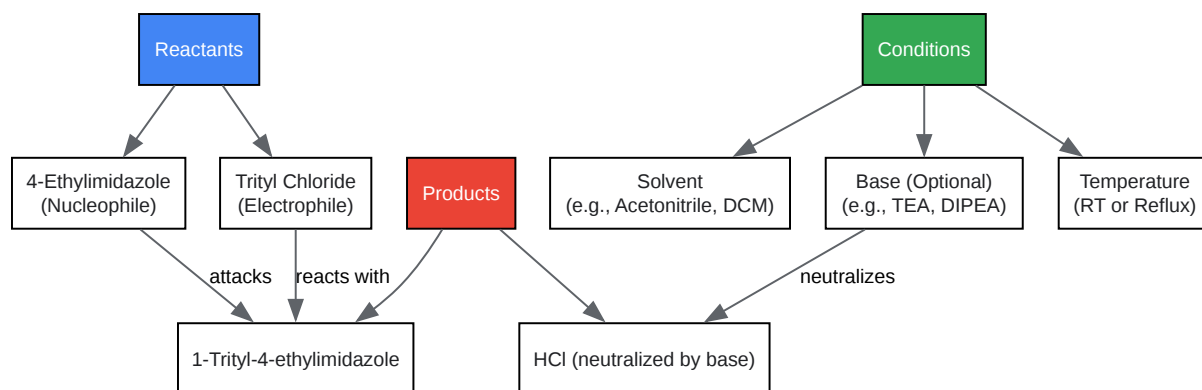 Reactants
Conditions
4-Ethylimidazole
(Nucleophile)
Trityl Chloride
(Electrophile)
Products
Solvent
(e.g., Acetonitrile, DCM)
Base (Optional)
(e.g., TEA, DIPEA)
Temperature
(RT or Reflux)
attacks
reacts with
neutralizes
1-Trityl-4-ethylimidazole
HCl (neutralized by base)